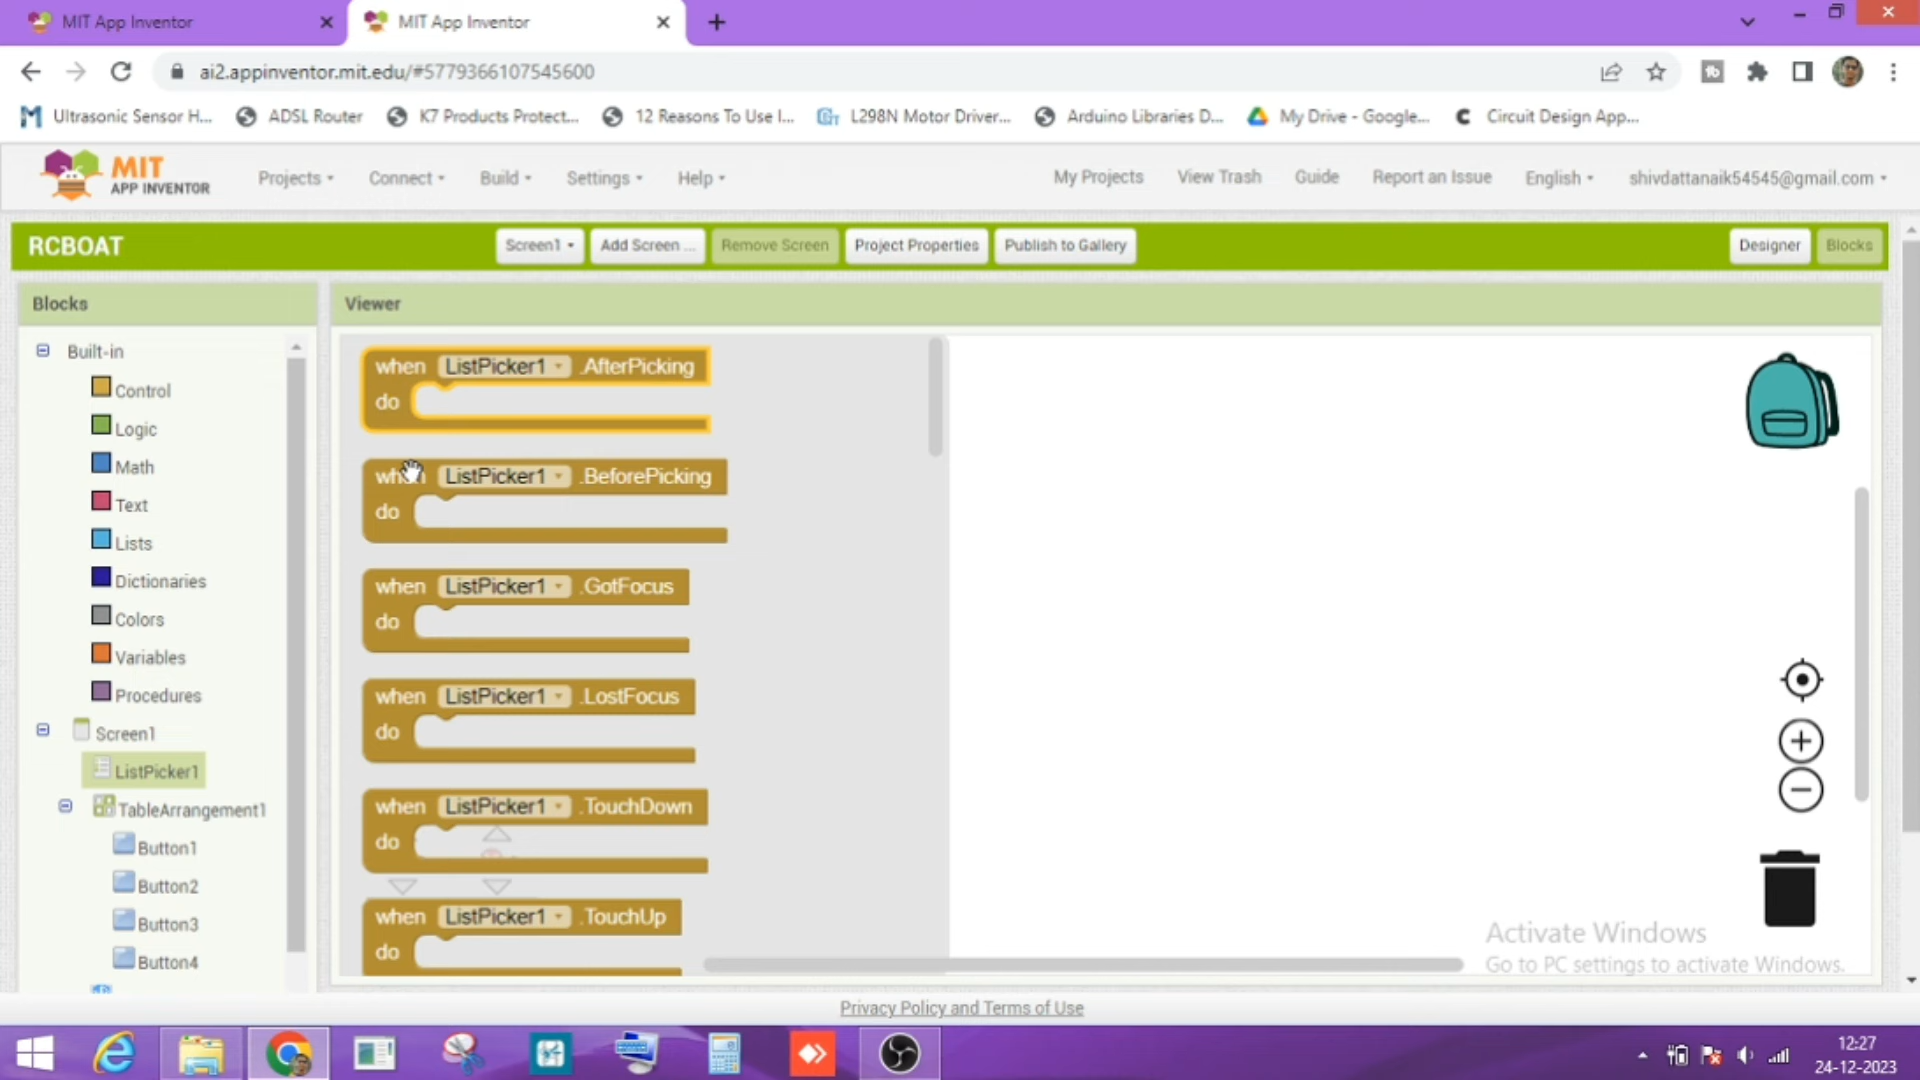 MIT App Inventor
MIT App Inventor
ai2.appinventor.mit.edu/#5779366107545600
Ultrasonic Sensor H...
ADSL Router
K7 Products Protect...
12 Reasons To Use I...
L298N Motor Driver...
Arduino Libraries D...
My Drive - Google...
Circuit Design App...
MIT
APP INVENTOR
Projects
Connect
Build
Settings
Help
My Projects
View Trash
Guide
Report an Issue
English
shivdattanaik54545@gmail.com
RCBOAT
Screen1
Add Screen ...
Remove Screen
Project Properties
Publish to Gallery
Designer
Blocks
Blocks
Viewer
Built-in
Control
Logic
Math
Text
Lists
Dictionaries
Colors
Variables
Procedures
Screen1
ListPicker1
TableArrangement1
Button1
Button2
Button3
Button4
when ListPicker1 .AfterPicking
do
when ListPicker1 .BeforePicking
do
when ListPicker1 .GotFocus
do
when ListPicker1 .LostFocus
do
when ListPicker1 .TouchDown
do
when ListPicker1 .TouchUp
do
Activate Windows
Go to PC settings to activate Windows.
Privacy Policy and Terms of Use
12:27
24-12-2023